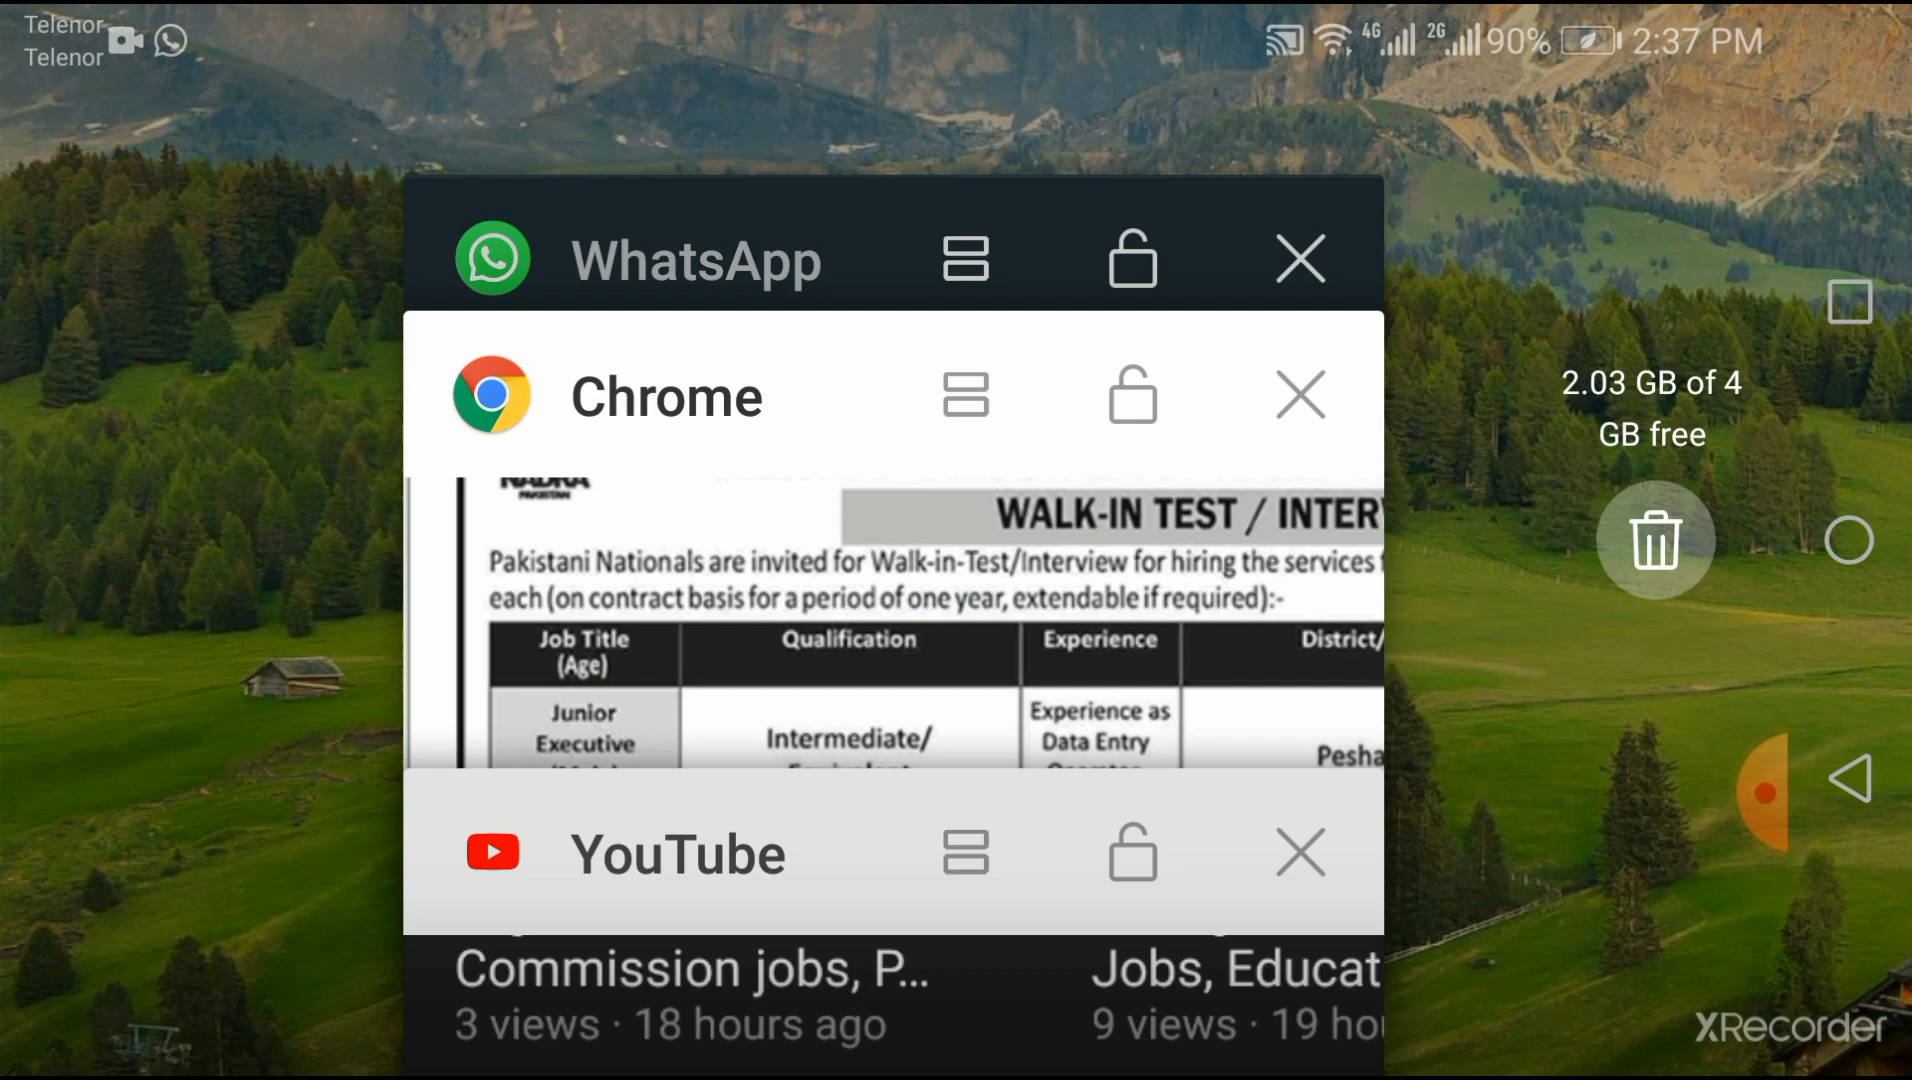 Telenor
Telenor
4G 2G 90% 2:37 PM
WhatsApp
Chrome
NADRA
PAKISTAN
WALK-IN TEST / INTER
Pakistani Nationals are invited for Walk-in-Test/Interview for hiring the services
each (on contract basis for a period of one year, extendable if required):-
Job Title
(Age)
Qualification
Experience
District/
Junior
Executive
Intermediate/
Experience as
Data Entry
Pesha
YouTube
Commission jobs, P...
3 views · 18 hours ago
Jobs, Educat
9 views · 19 hou
2.03 GB of 4
GB free
XRecorder